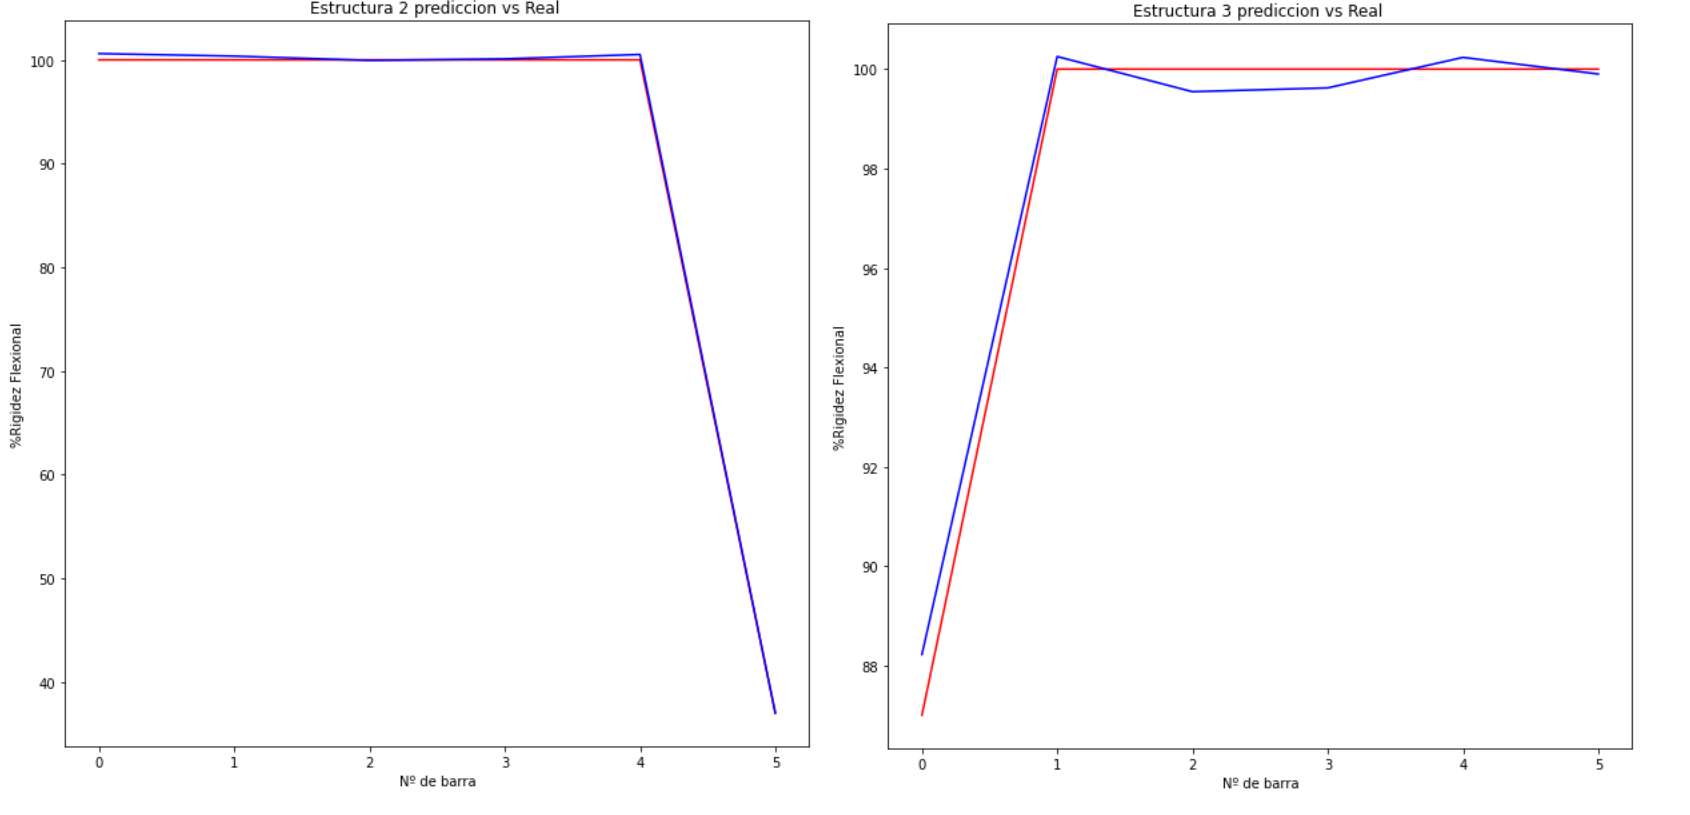 Estructura 2 prediccion vs Real
100
90
80
70
60
50
40
%Rigidez Flexional
0 1 2 3 4 5
Nº de barra
Estructura 3 prediccion vs Real
100
98
96
94
92
90
88
%Rigidez Flexional
0 1 2 3 4 5
Nº de barra